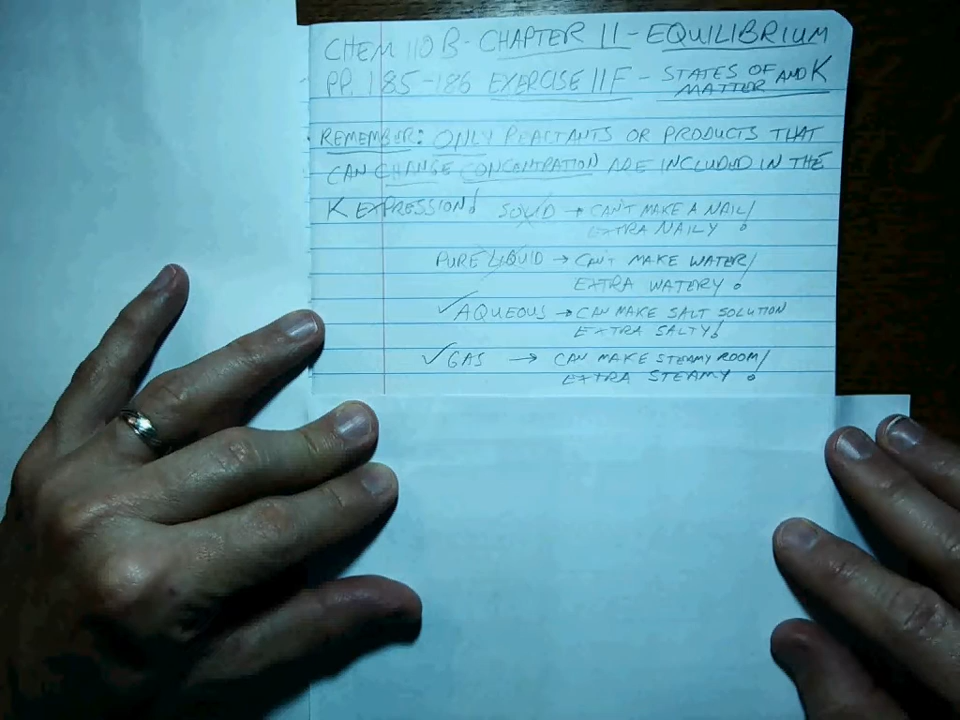 CHEM 110B - CHAPTER 11 - EQUILIBRIUM
PP. 185-186 EXERCISE 11F - STATES OF MATTER AND K
REMEMBER: ONLY REACTANTS OR PRODUCTS THAT
CAN CHANGE CONCENTRATION ARE INCLUDED IN THE
K EXPRESSION! SOLID → CAN'T MAKE A NAIL
EXTRA NAILY!
PURE LIQUID → CAN'T MAKE WATER
EXTRA WATERY!
✓AQUEOUS → CAN MAKE SALT SOLUTION
EXTRA SALTY!
✓GAS → CAN MAKE STEAMY ROOM
EXTRA STEAMY!